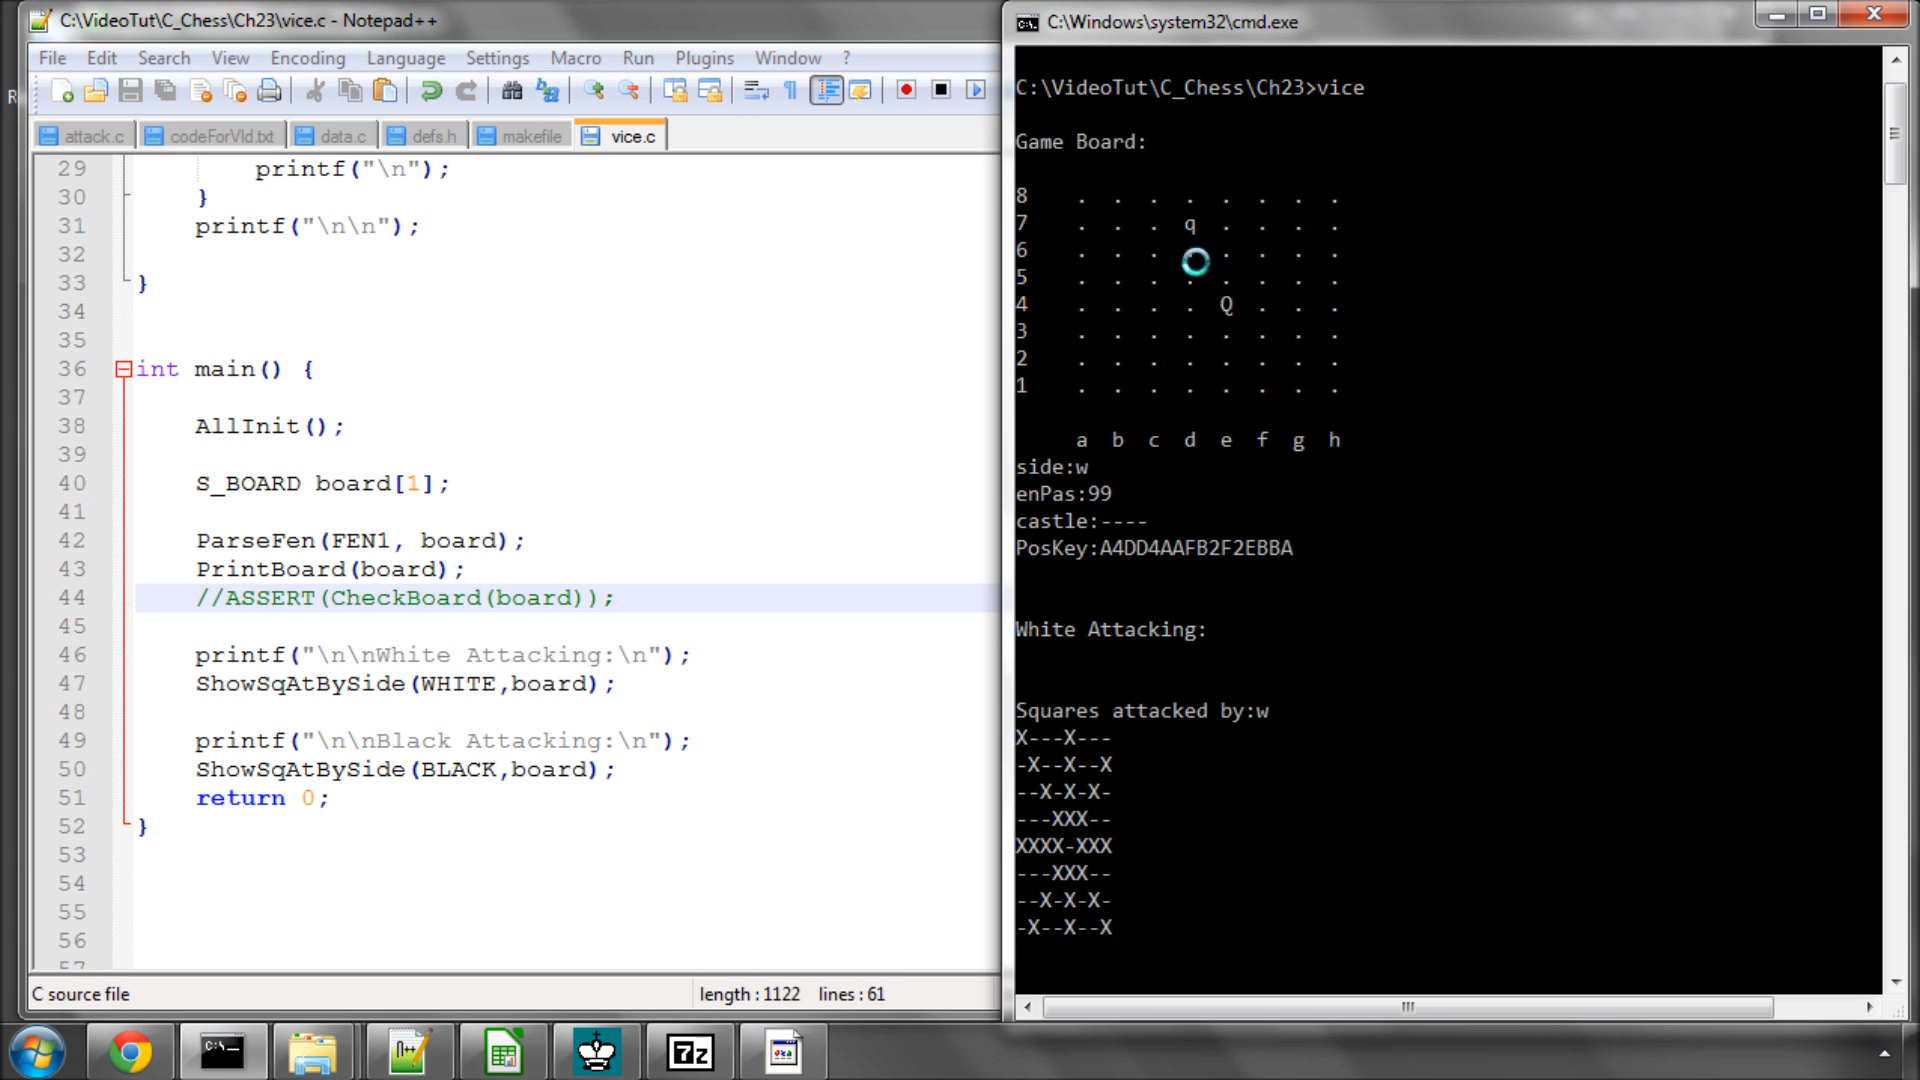 C:\VideoTut\C_Chess\Ch23\vice.c - Notepad++
File Edit Search View Encoding Language Settings Macro Run Plugins Window ?
attack.c codeForVid.txt data.c defs.h makefile vice.c
29 printf("\n");
30 }
31 printf("\n\n");
32
33 }
34
35
36 int main() {
37
38 AllInit();
39
40 S_BOARD board[1];
41
42 ParseFen(FEN1, board);
43 PrintBoard(board);
44 //ASSERT(CheckBoard(board));
45
46 printf("\n\nWhite Attacking:\n");
47 ShowSqAtBySide(WHITE,board);
48
49 printf("\n\nBlack Attacking:\n");
50 ShowSqAtBySide(BLACK,board);
51 return 0;
52 }
53
54
55
56
57
C source file length : 1122 lines : 61
C:\Windows\system32\cmd.exe
C:\VideoTut\C_Chess\Ch23>vice
Game Board:
8 . . . . . . . .
7 . . . q . . . .
6 . . . . . . .
5 . . . . . . . .
4 . . . . Q . . .
3 . . . . . . . .
2 . . . . . . . .
1 . . . . . . . .
a b c d e f g h
side:w
enPas:99
castle:----
PosKey:A4DD4AAFB2F2EBBA
White Attacking:
Squares attacked by:w
X---X---
-X--X--X
--X-X-X-
---XXX--
XXXX-XXX
---XXX--
--X-X-X-
-X--X--X
C:\
N++
7z